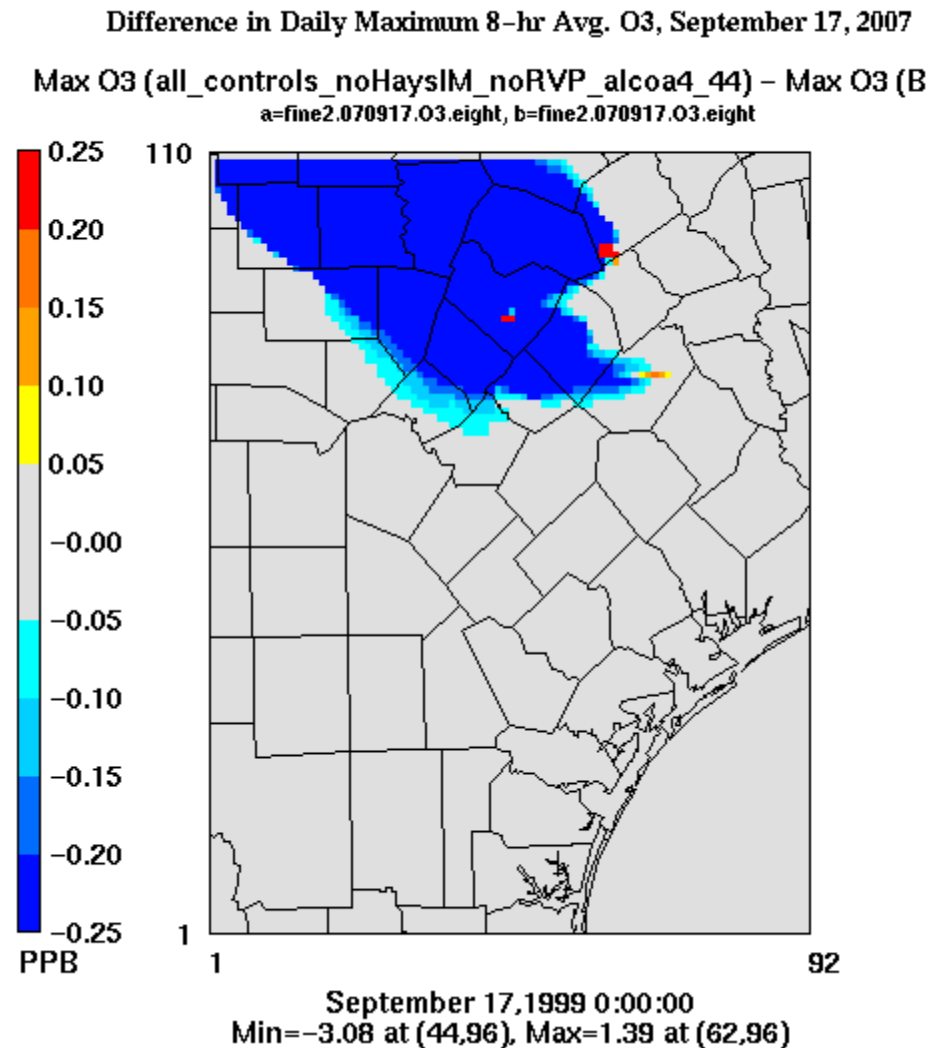 Difference in Daily Maximum 8-hr Avg. O3, September 17, 2007
Max O3 (all_controls_noHaysIM_noRVP_alcoa4_44) - Max O3 (B
a=fine2.070917.O3.eight, b=fine2.070917.O3.eight
0.25
0.20
0.15
0.10
0.05
-0.00
-0.05
-0.10
-0.15
-0.20
-0.25
PPB
110
1
1
92
September 17,1999 0:00:00
Min=-3.08 at (44,96), Max=1.39 at (62,96)